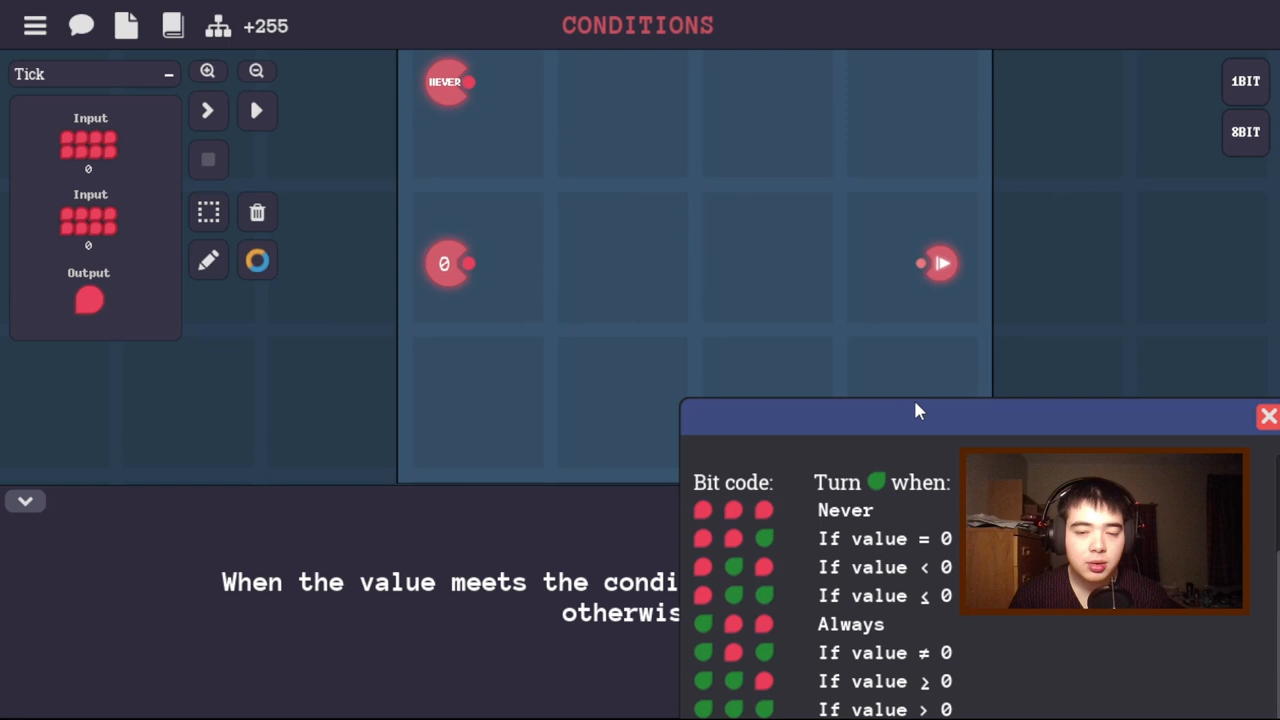 +255
CONDITIONS
Tick
Input
0
Input
0
Output
NEVER
0
1BIT
8BIT
Bit code:
Turn when:
Never
If value = 0
If value < 0
If value ≤ 0
Always
If value ≠ 0
If value ≥ 0
If value > 0
When the value meets the condi
otherwis